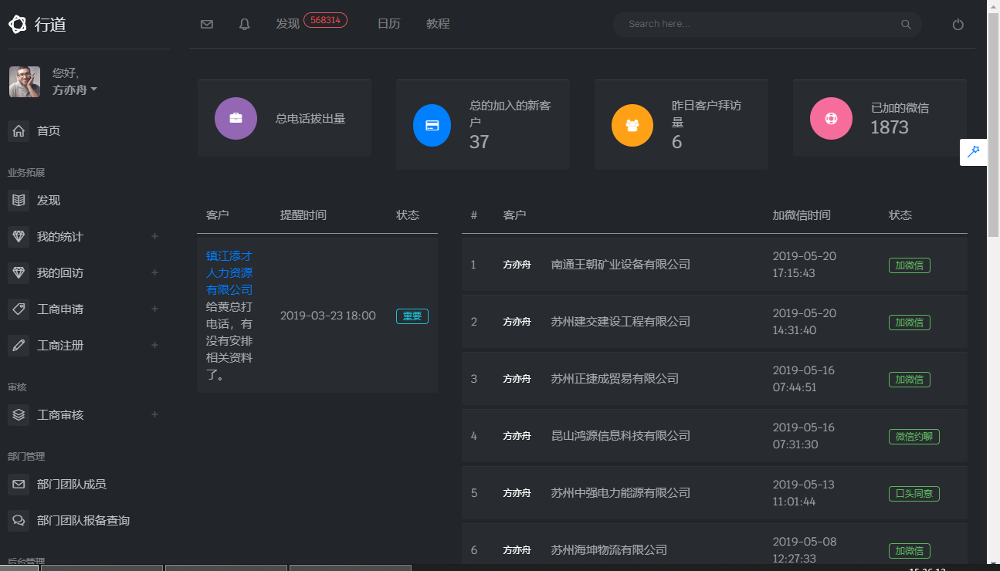 行道
发现 568314 日历 教程
Search here...
您好,
方亦舟
首页
业务拓展
发现
我的统计 +
我的回访 +
工商申请 +
工商注册 +
审核
工商审核 +
部门管理
部门团队成员
部门团队报备查询
后台管理
总电话拔出量
总的加入的新客
户
37
昨日客户拜访
量
6
已加的微信
1873
客户 提醒时间 状态
镇江添才
人力资源
有限公司
给黄总打
电话，有
没有安排
相关资料
了。
2019-03-23 18:00 重要
# 客户 加微信时间 状态
1 方亦舟 南通王朝矿业设备有限公司 2019-05-20
17:15:43
加微信
2 方亦舟 苏州建交建设工程有限公司 2019-05-20
14:31:40
加微信
3 方亦舟 苏州正捷成贸易有限公司 2019-05-16
07:44:51
加微信
4 方亦舟 昆山鸿源信息科技有限公司 2019-05-16
07:31:30
微信约聊
5 方亦舟 苏州中强电力能源有限公司 2019-05-13
11:01:44
口头同意
6 方亦舟 苏州海坤物流有限公司 2019-05-08
12:27:33
加微信